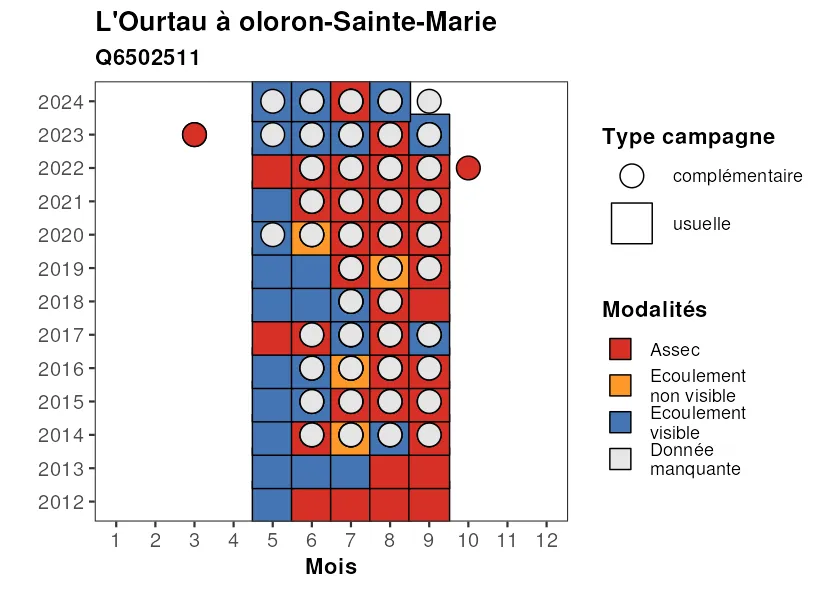 L'Ourtau à oloron-Sainte-Marie
Q6502511
2024
2023
2022
2021
2020
2019
2018
2017
2016
2015
2014
2013
2012
1 2 3 4 5 6 7 8 9 10 11 12
Mois
Type campagne
complémentaire
usuelle
Modalités
Assec
Ecoulement
non visible
Ecoulement
visible
Donnée
manquante